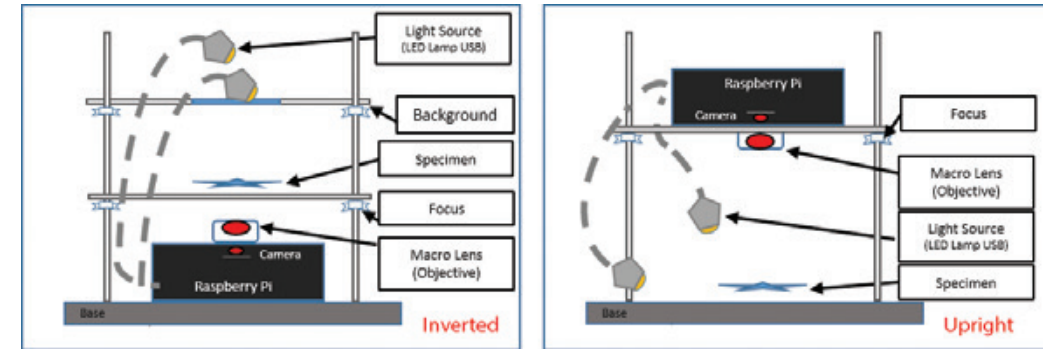 Light Source
(LED Lamp USB)
Background
Specimen
Focus
Macro Lens
(Objective)
Camera
Raspberry Pi
Base
Inverted
Raspberry Pi
Camera
Focus
Macro Lens
(Objective)
Light Source
(LED Lamp USB)
Specimen
Base
Upright